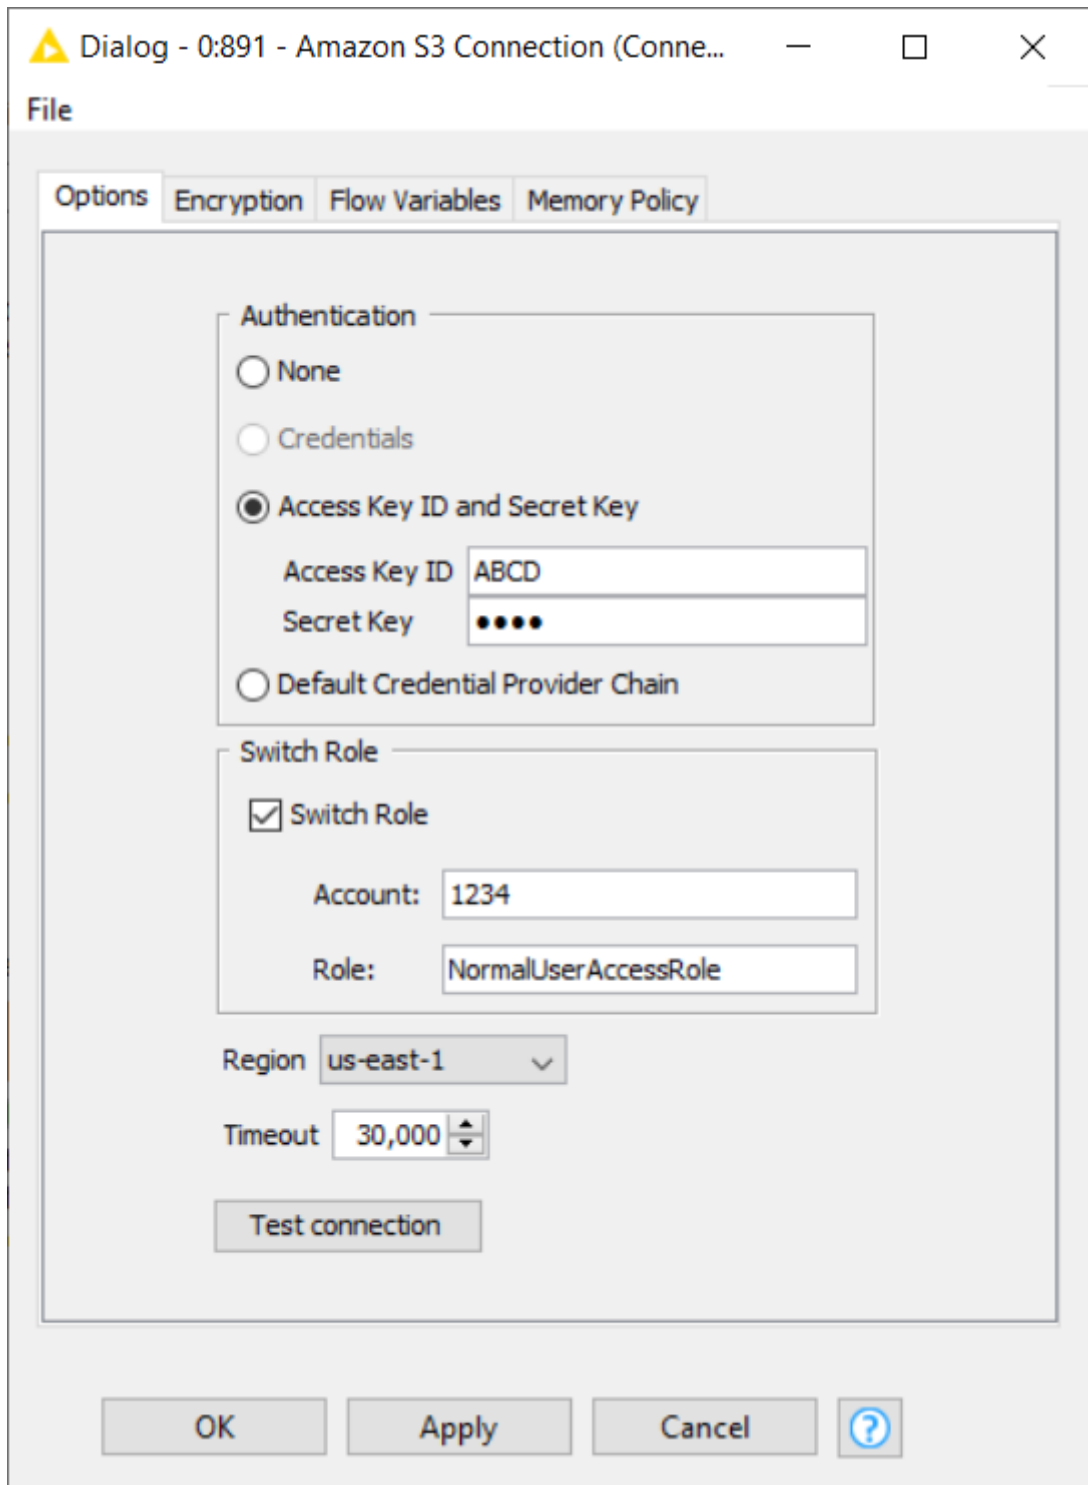 Dialog - 0:891 - Amazon S3 Connection (Conne...
File
Options Encryption Flow Variables Memory Policy
Authentication
None
Credentials
Access Key ID and Secret Key
Access Key ID ABCD
Secret Key ••••
Default Credential Provider Chain
Switch Role
Switch Role
Account: 1234
Role: NormalUserAccessRole
Region us-east-1
Timeout 30,000
Test connection
OK Apply Cancel ?